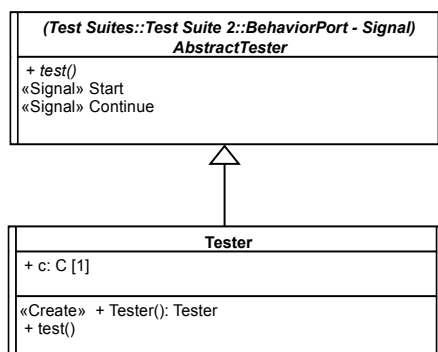 (Test Suites::Test Suite 2::BehaviorPort - Signal)
AbstractTester
+ test()
«Signal» Start
«Signal» Continue
Tester
+ c: C [1]
«Create» + Tester(): Tester
+ test()